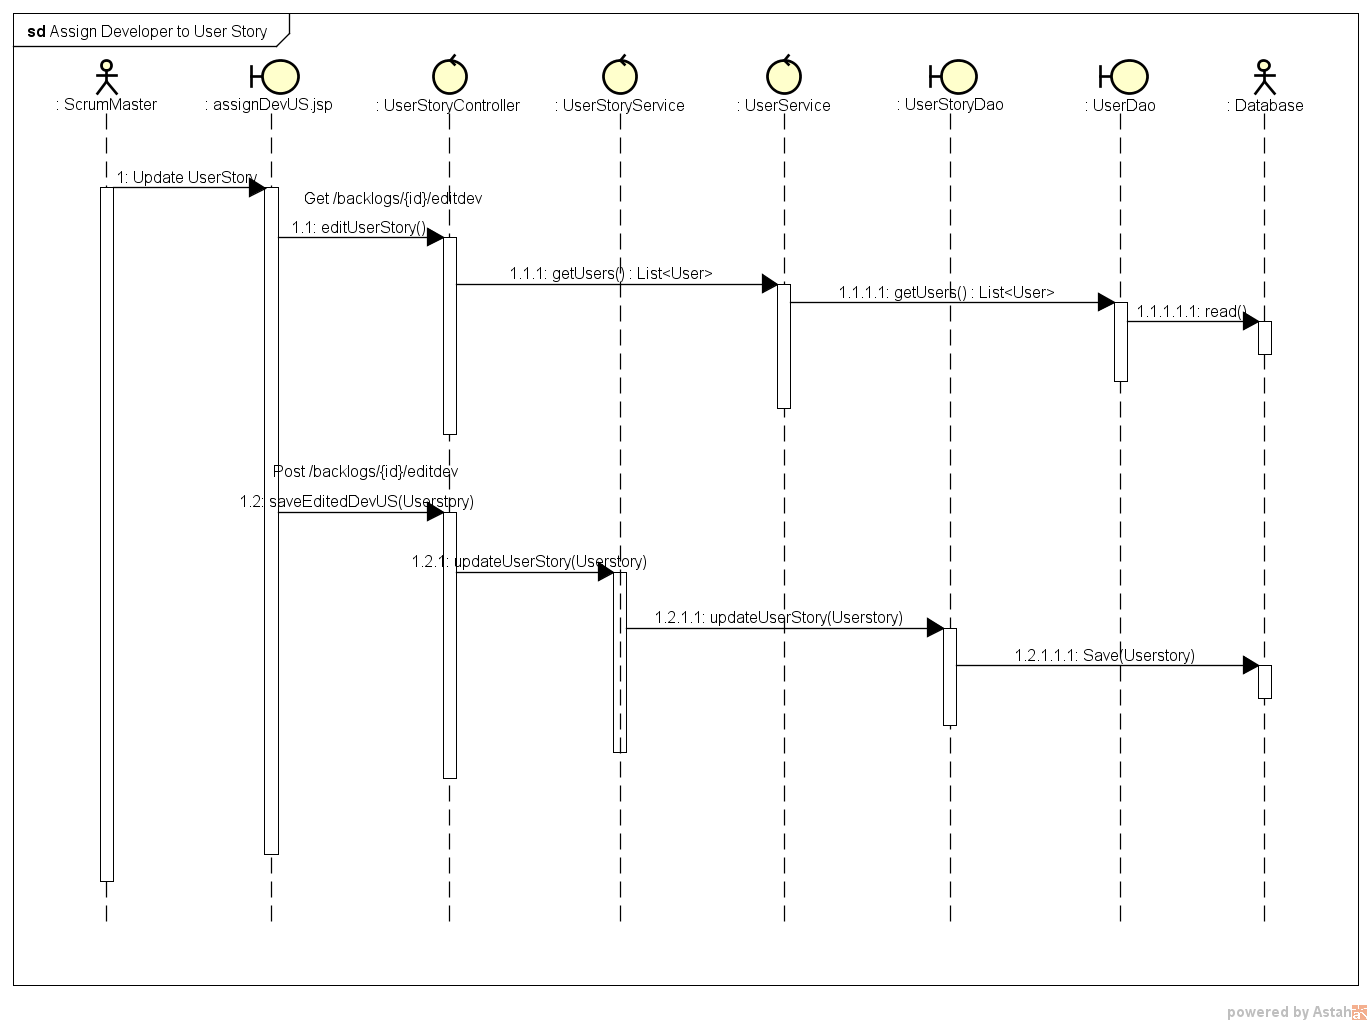 sd Assign Developer to User Story
: ScrumMaster
: assignDevUS.jsp
: UserStoryController
: UserStoryService
: UserService
: UserStoryDao
: UserDao
: Database
1: Update UserStory
Get /backlogs/{id}/editdev
1.1: editUserStory()
1.1.1: getUsers() : List<User>
1.1.1.1: getUsers() : List<User>
1.1.1.1.1: read()
Post /backlogs/{id}/editdev
1.2: saveEditedDevUS(Userstory)
1.2.1: updateUserStory(Userstory)
1.2.1.1: updateUserStory(Userstory)
1.2.1.1.1: Save(Userstory)
powered by Astah